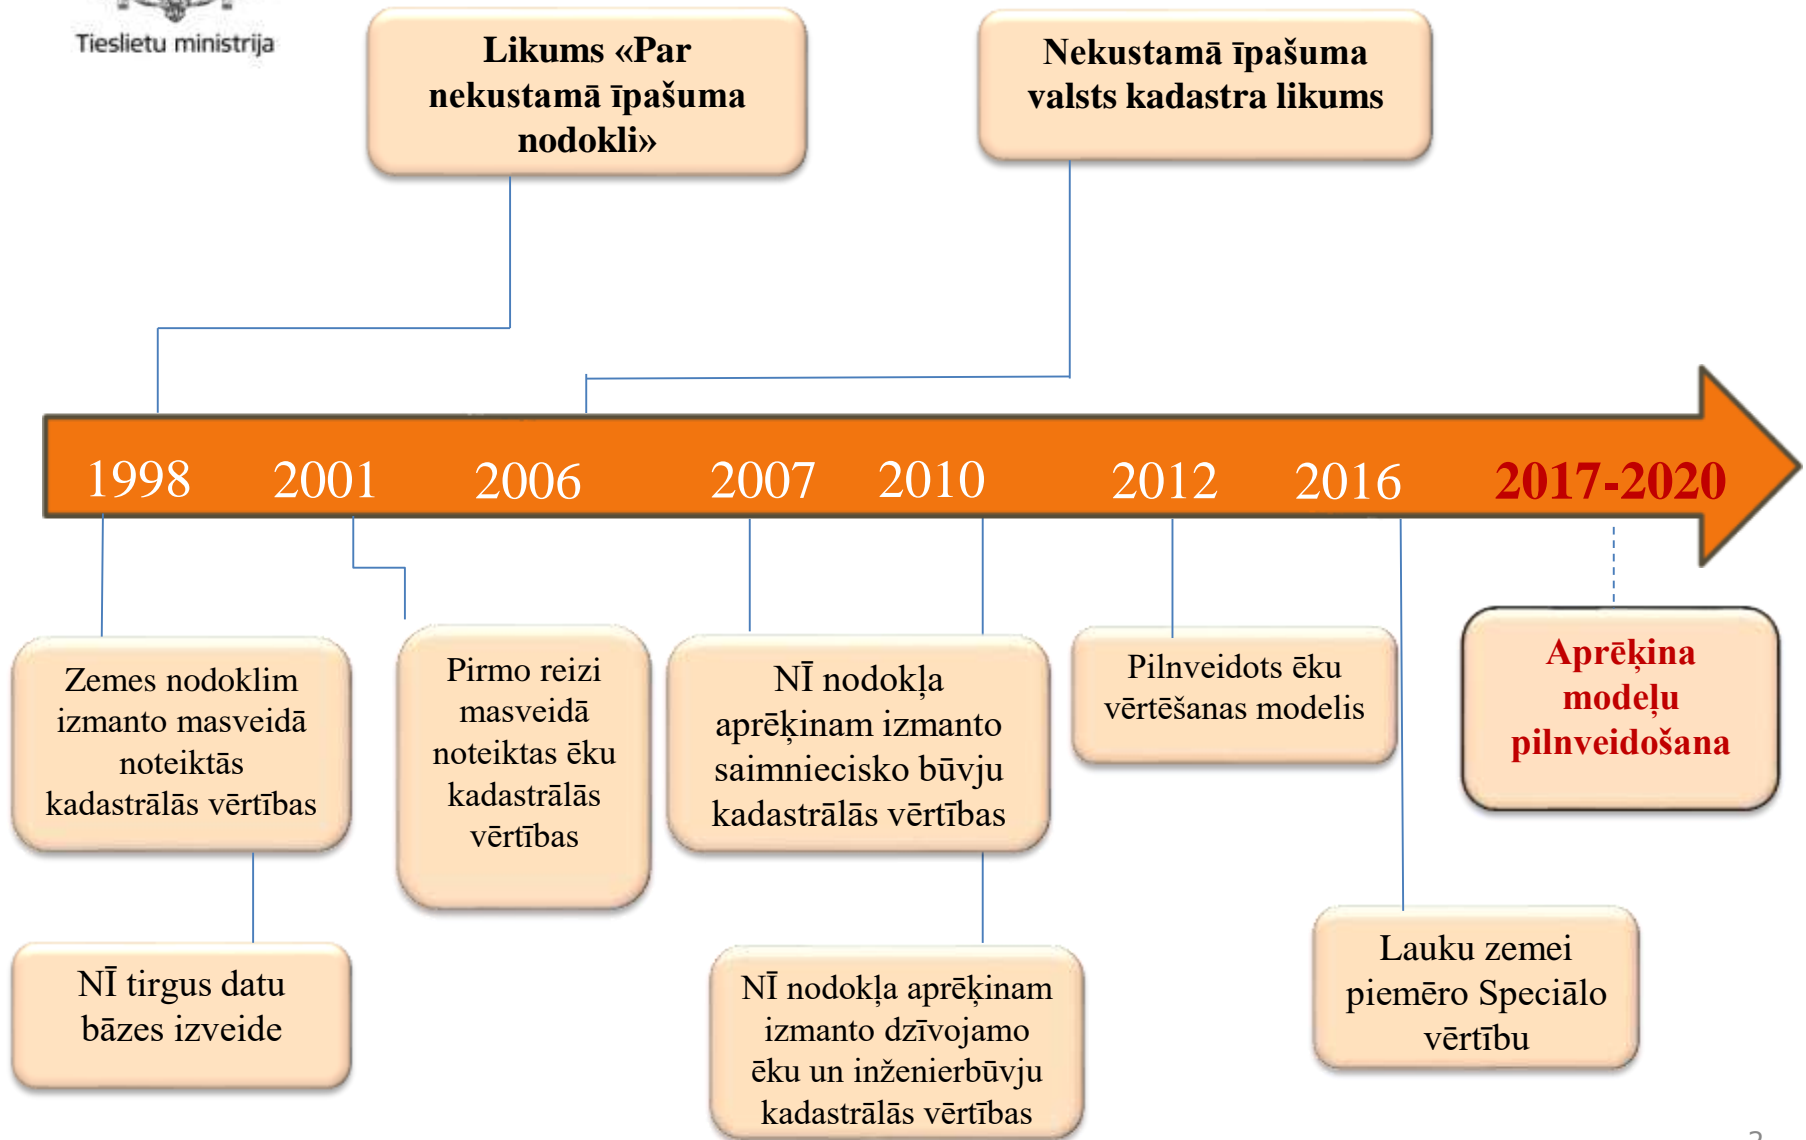 Tieslietu ministrija
Likums «Par
nekustamā īpašuma
nodokli»
Nekustamā īpašuma
valsts kadastra likums
1998
2001
2006
2007
2010
2012
2016
2017-2020
Zemes nodoklim
izmanto masveidā
noteiktās
kadastrālās vērtības
Pirmo reizi
masveidā
noteiktas ēku
kadastrālās
vērtības
NĪ nodokļa
aprēķinam izmanto
saimniecisko būvju
kadastrālās vērtības
Pilnveidots ēku
vērtēšanas modelis
Aprēķina
modeļu
pilnveidošana
NĪ tirgus datu
bāzes izveide
NĪ nodokļa aprēķinam
izmanto dzīvojamo
ēku un inženierbūvju
kadastrālās vērtības
Lauku zemei
piemēro Speciālo
vērtību